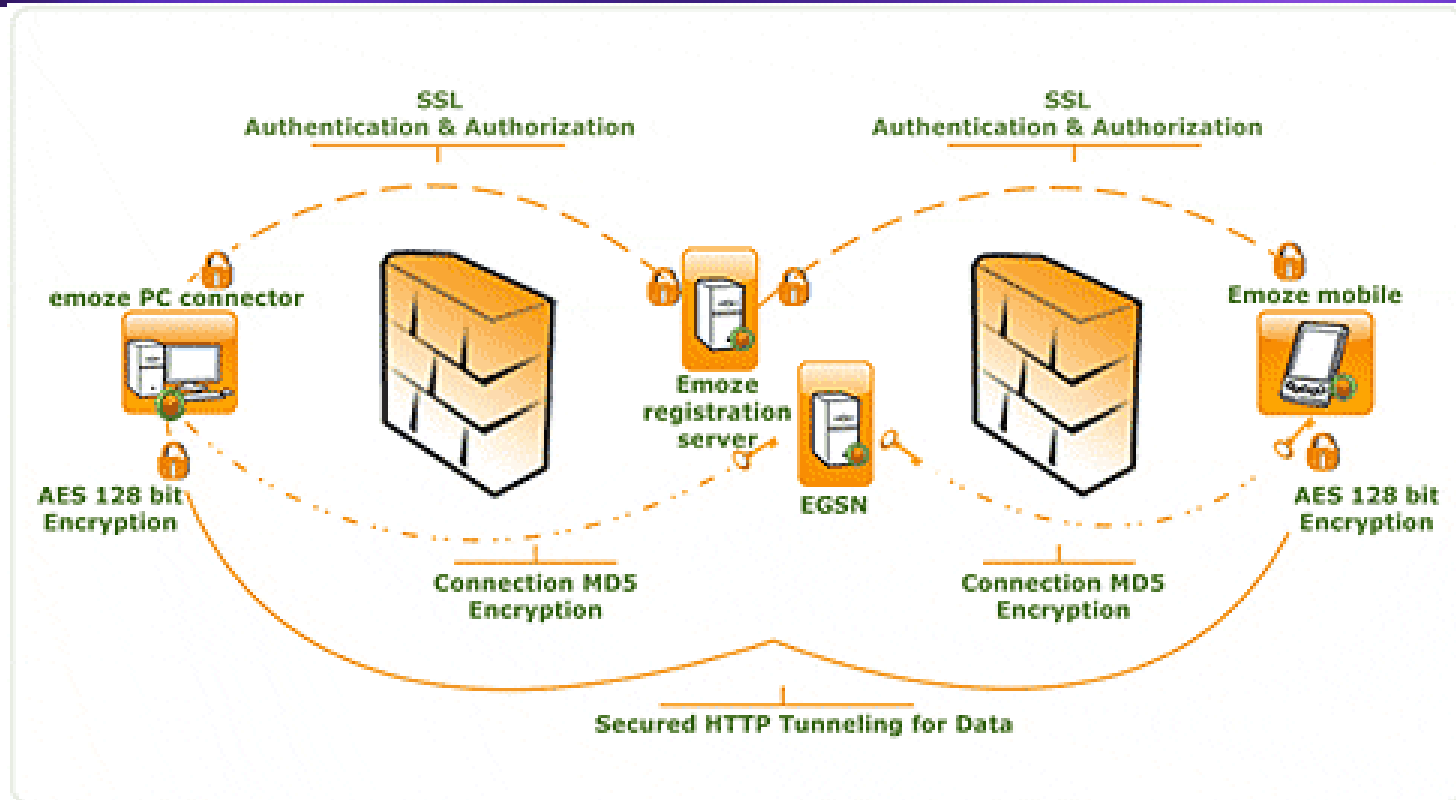 SSL
Authentication & Authorization
SSL
Authentication & Authorization
emoze PC connector
Emoze mobile
Emoze
registration
server
EGSN
AES 128 bit
Encryption
AES 128 bit
Encryption
Connection MD5
Encryption
Connection MD5
Encryption
Secured HTTP Tunneling for Data